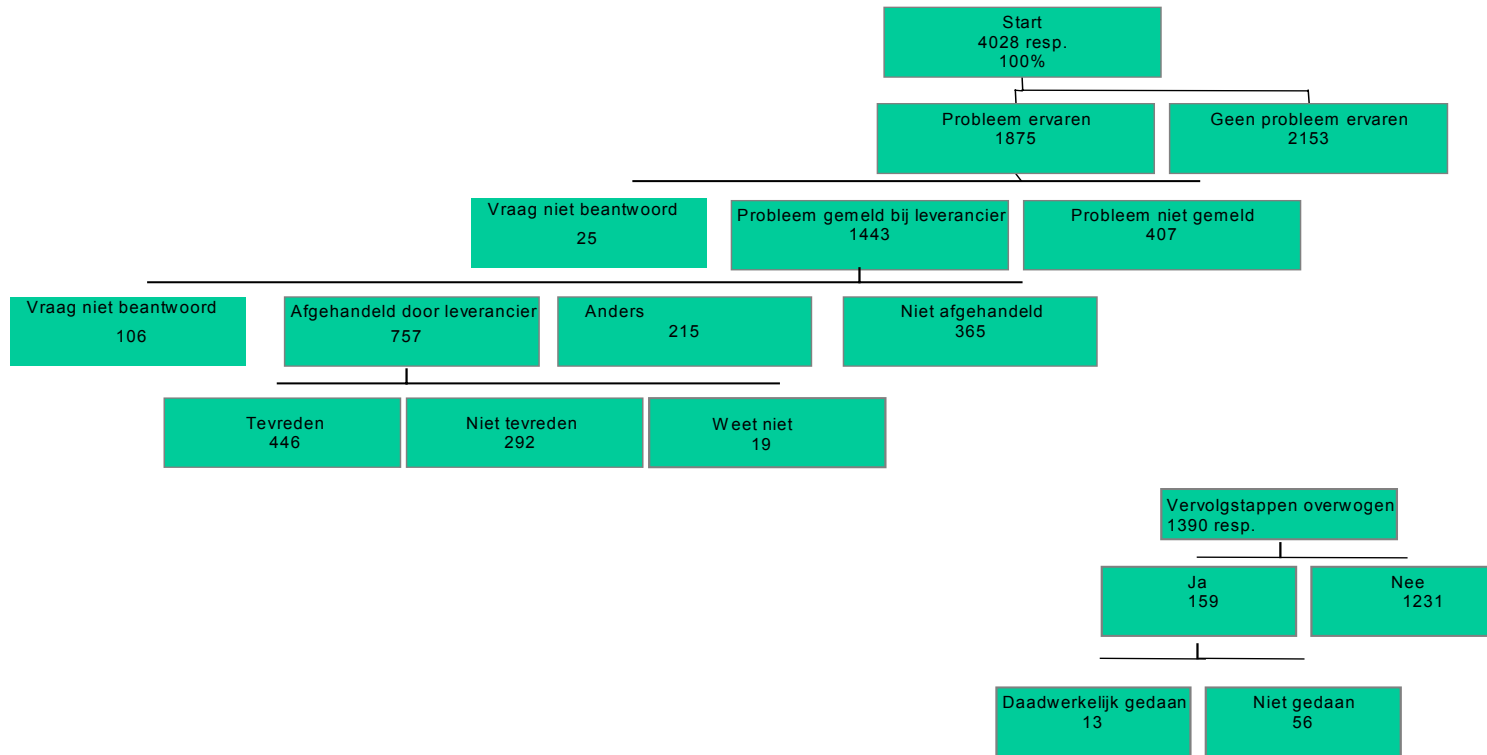 Start
4028 resp.
100%
Probleem ervaren
1875
Geen probleem ervaren
2153
Vraag niet beantwoord
25
Probleem gemeld bij leverancier
1443
Probleem niet gemeld
407
Vraag niet beantwoord
106
Afgehandeld door leverancier
757
Anders
215
Niet afgehandeld
365
Tevreden
446
Niet tevreden
292
Weet niet
19
Vervolgstappen overwogen
1390 resp.
Ja
159
Nee
1231
Daadwerkelijk gedaan
13
Niet gedaan
56